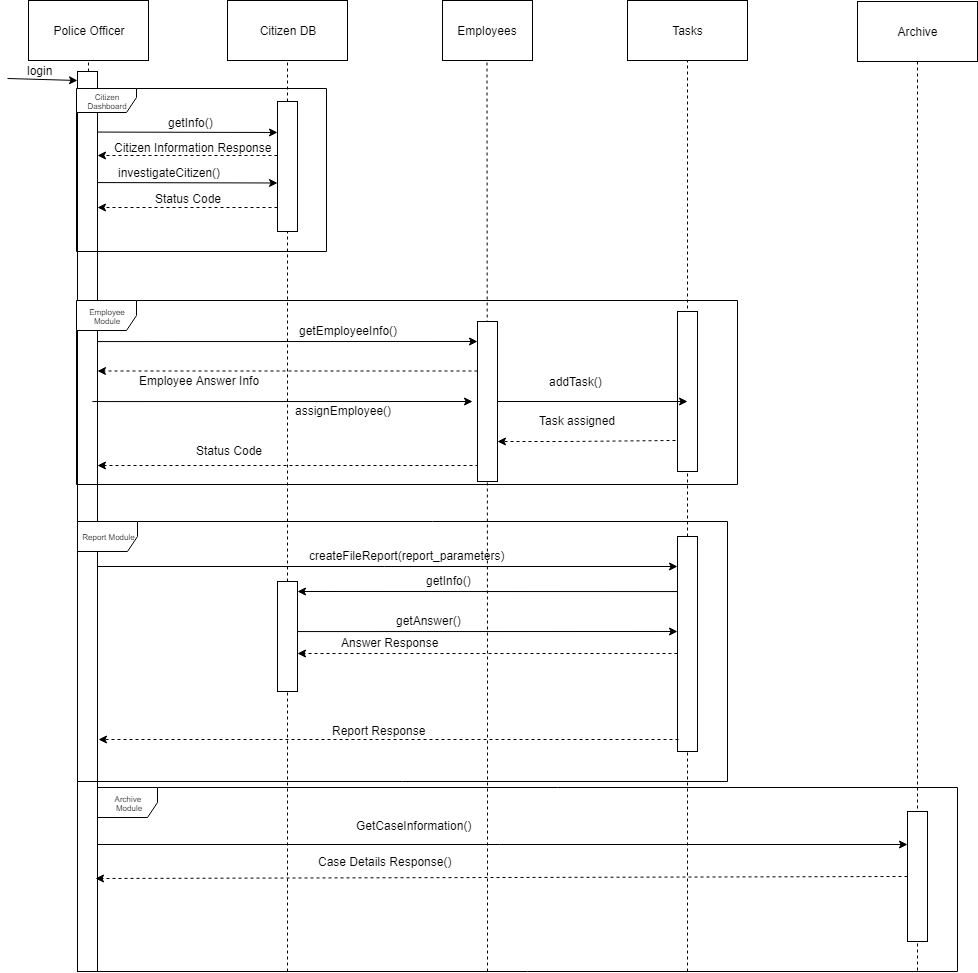 Police Officer
Citizen DB
Employees
Tasks
Archive
login
Citizen
Dashboard
getInfo()
Citizen Information Response
investigateCitizen()
Status Code
Employee
Module
getEmployeeInfo()
Employee Answer Info
addTask()
assignEmployee()
Task assigned
Status Code
Report Module
createFileReport(report_parameters)
getInfo()
getAnswer()
Answer Response
Report Response
Archive
Module
GetCaseInformation()
Case Details Response()